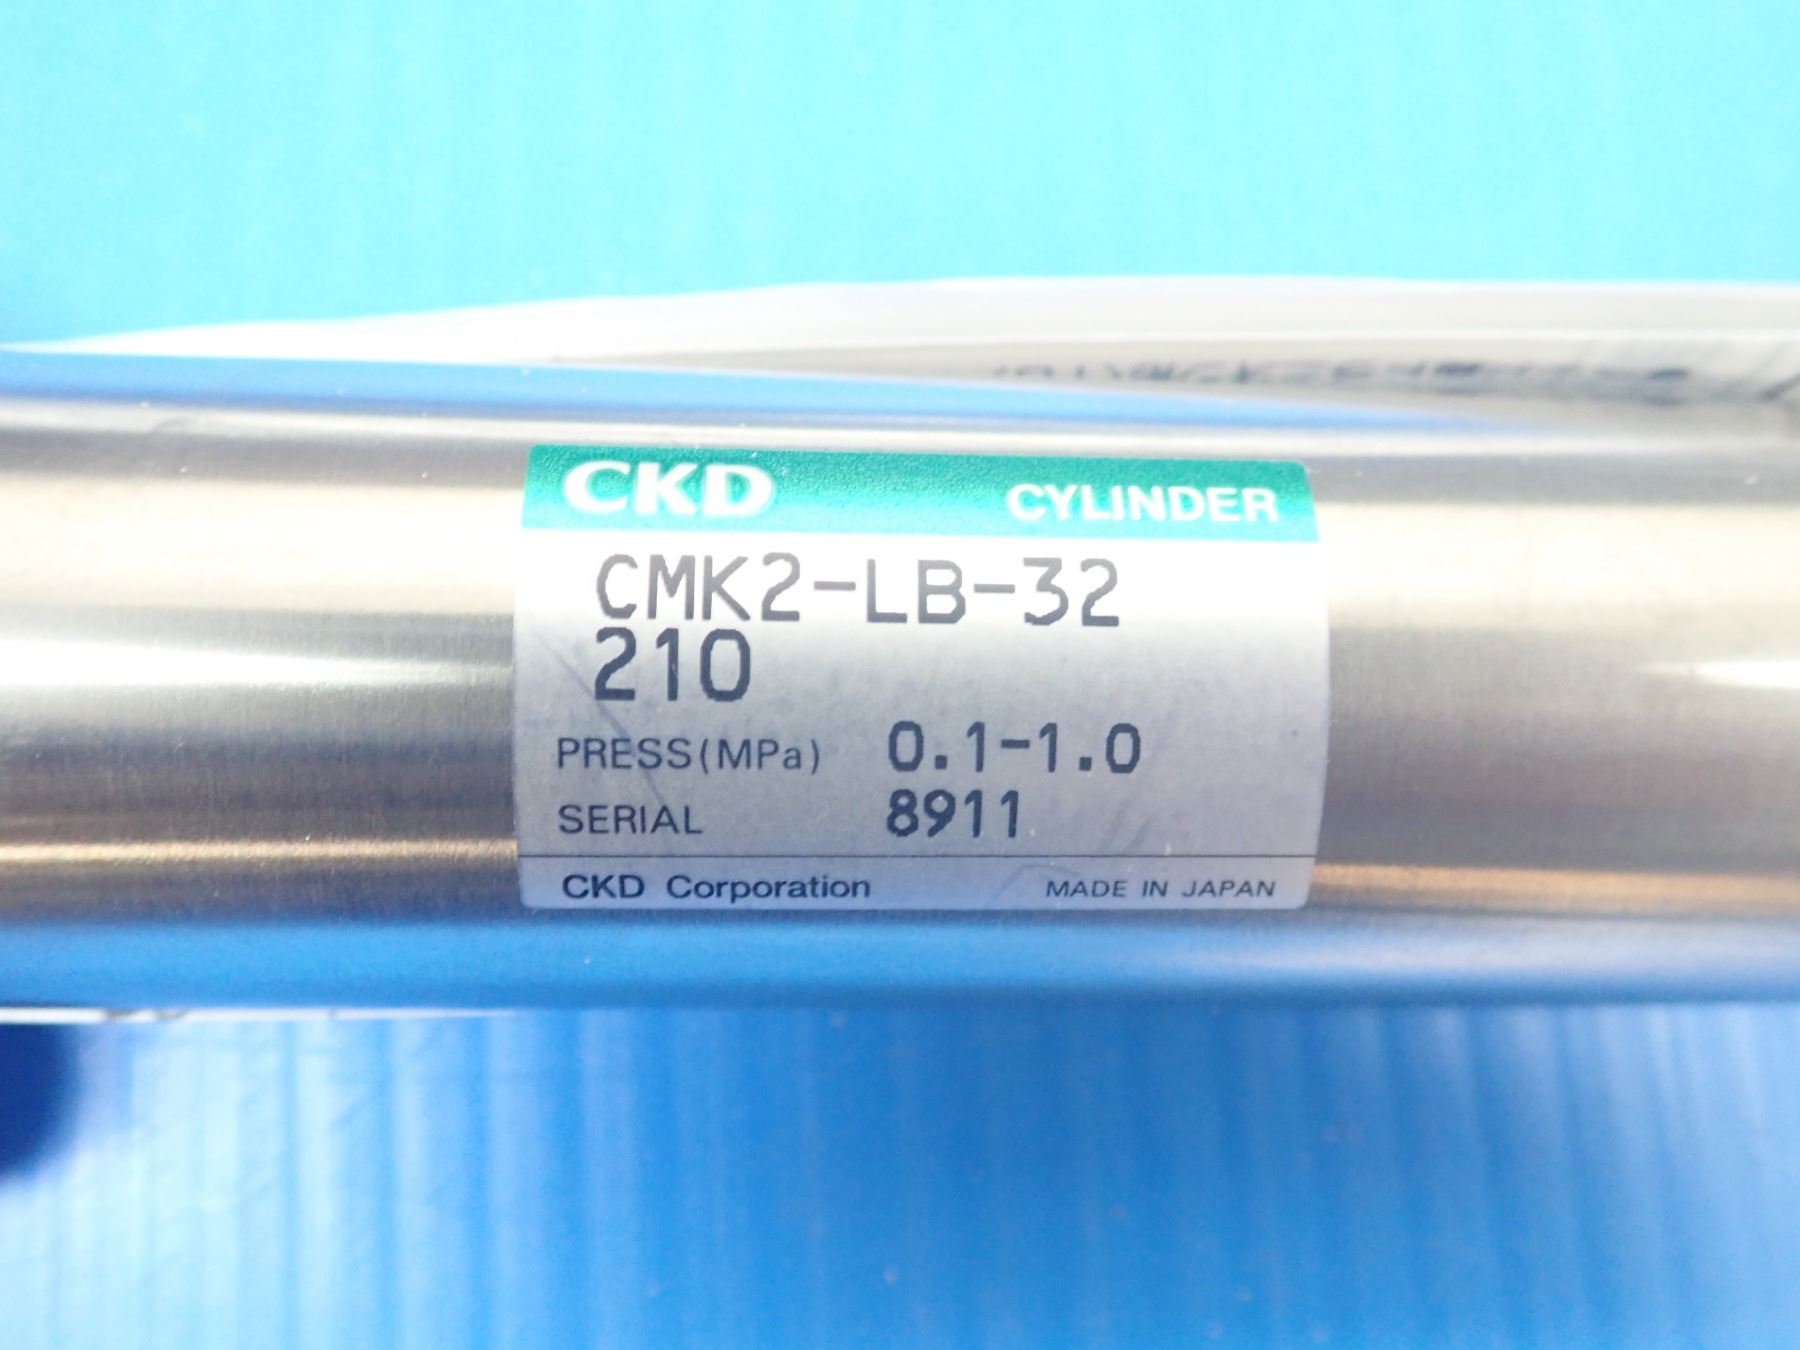 CKD CYLINDER
CMK2-LB-32
210
PRESS(MPa) 0.1-1.0
SERIAL 8911
CKD Corporation MADE IN JAPAN